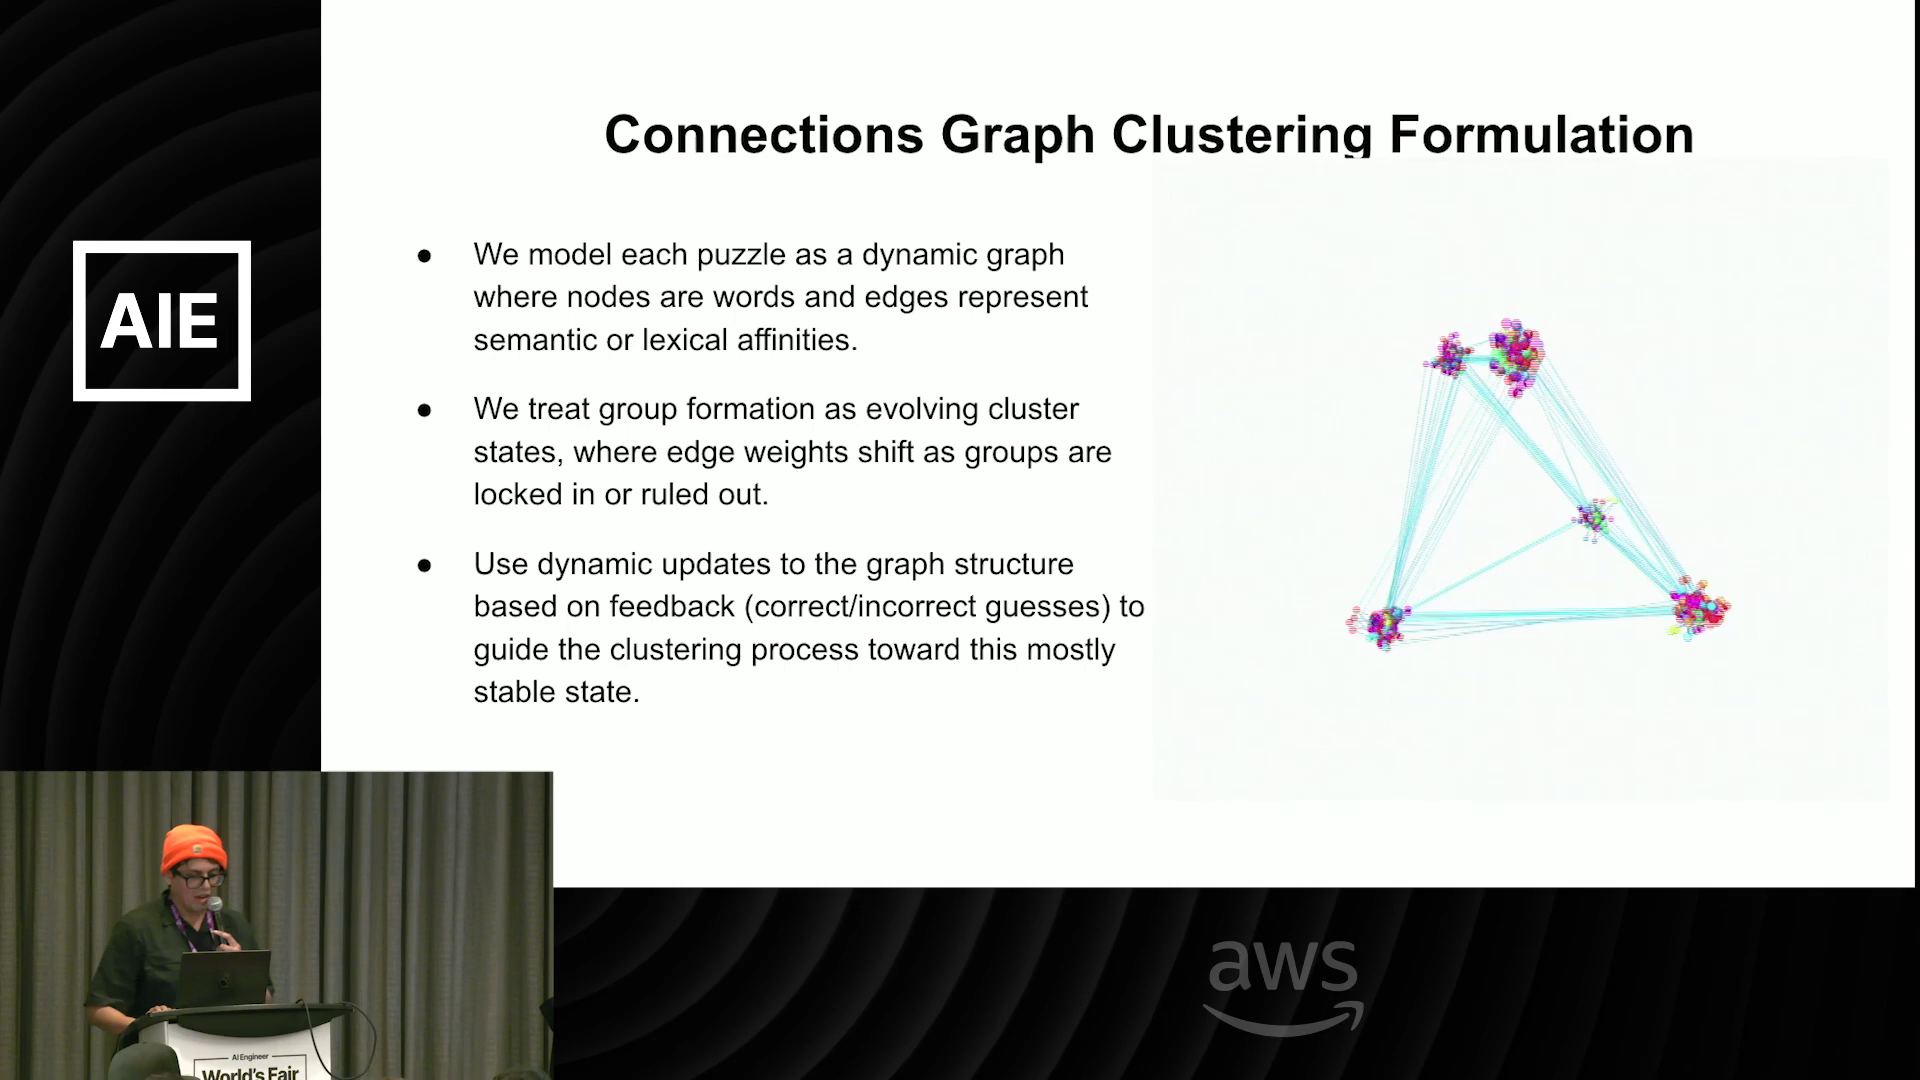 Connections Graph Clustering Formulation
AIE
● We model each puzzle as a dynamic graph
where nodes are words and edges represent
semantic or lexical affinities.
● We treat group formation as evolving cluster
states, where edge weights shift as groups are
locked in or ruled out.
● Use dynamic updates to the graph structure
based on feedback (correct/incorrect guesses) to
guide the clustering process toward this mostly
stable state.
aws
AI Engineer
World's Fair